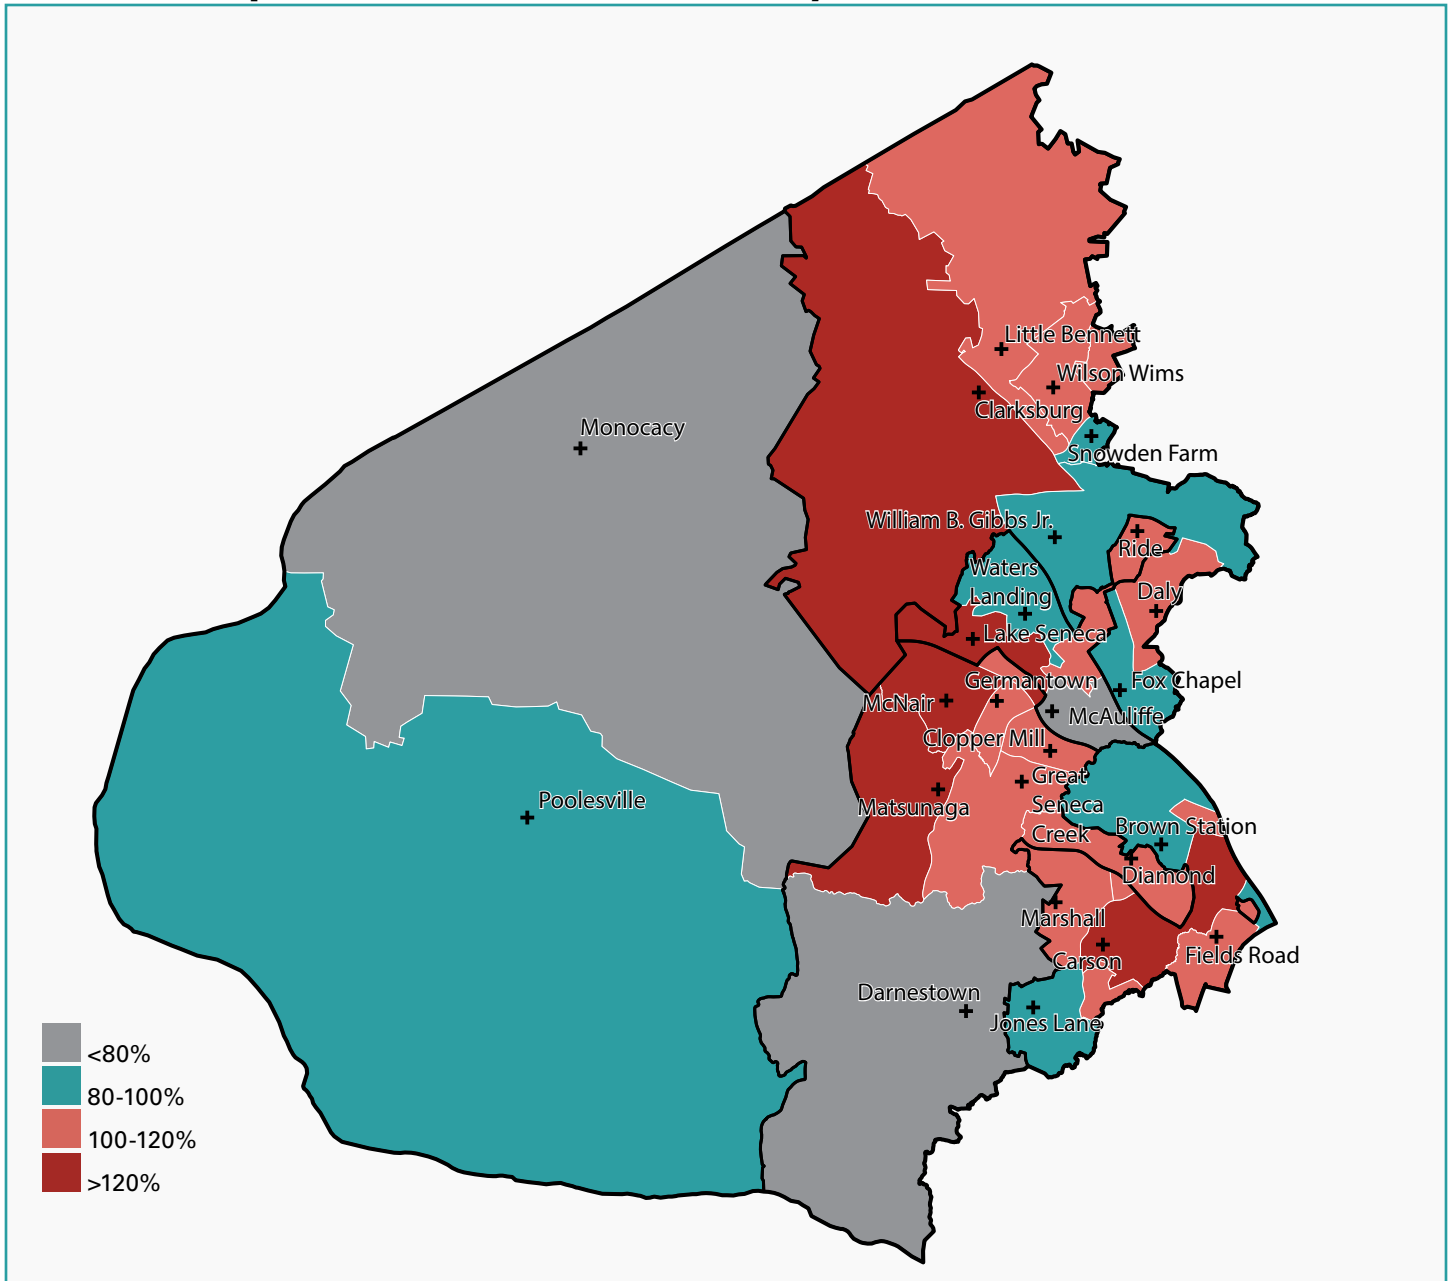 Little Bennett
Wilson Wims
Clarksburg
Monocacy
Snowden Farm
William B. Gibbs Jr.
Ride
Waters
Landing
Daly
Lake Seneca
Germantown
Fox Chapel
McNair
McAuliffe
Clopper Mill
Great
Seneca
Creek
Matsunaga
Poolesville
Brown Station
Diamond
Marshall
Carson
Fields Road
Darnestown
Jones Lane
<80%
80-100%
100-120%
>120%